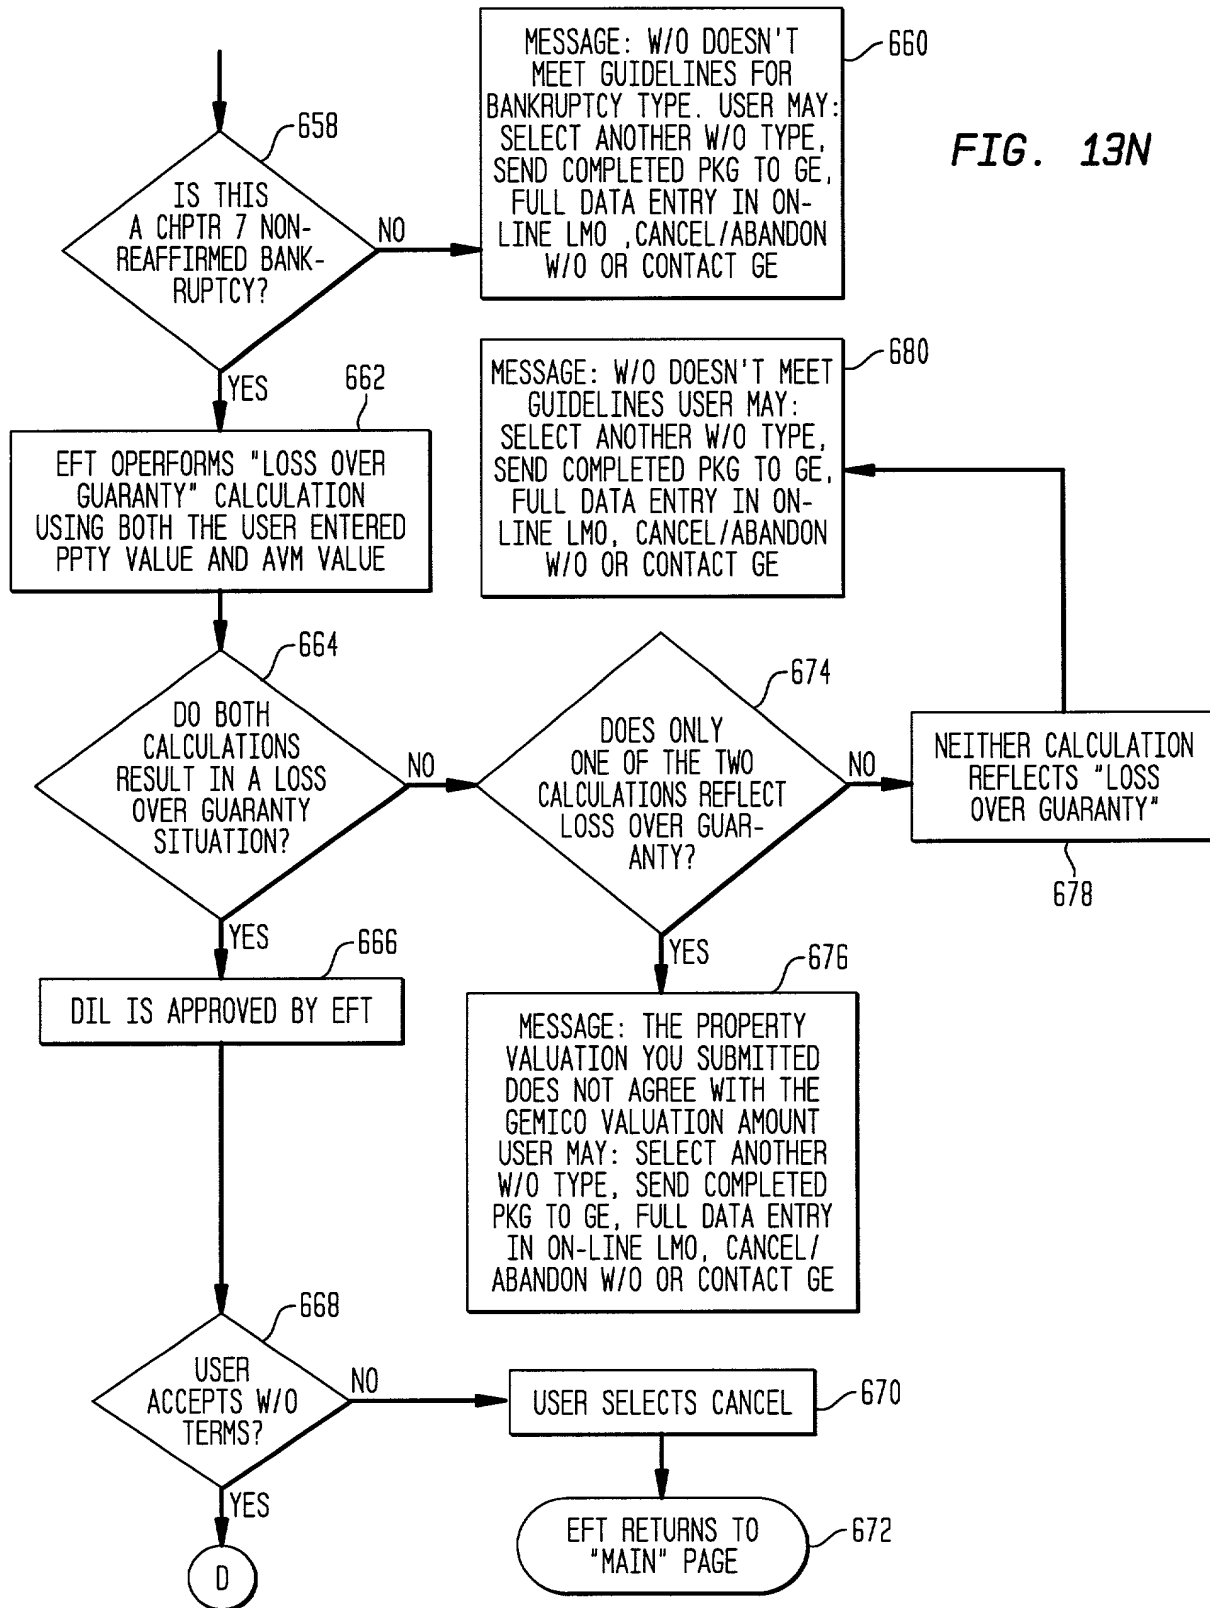 MESSAGE: W/O DOESN'T
MEET GUIDELINES FOR
BANKRUPTCY TYPE. USER MAY:
SELECT ANOTHER W/O TYPE,
SEND COMPLETED PKG TO GE,
FULL DATA ENTRY IN ON-
LINE LMO ,CANCEL/ABANDON
W/O OR CONTACT GE
660
FIG. 13N
658
IS THIS
A CHPTR 7 NON-
REAFFIRMED BANK-
RUPTCY?
NO
YES
662
EFT OPERFORMS "LOSS OVER
GUARANTY" CALCULATION
USING BOTH THE USER ENTERED
PPTY VALUE AND AVM VALUE
680
MESSAGE: W/O DOESN'T MEET
GUIDELINES USER MAY:
SELECT ANOTHER W/O TYPE,
SEND COMPLETED PKG TO GE,
FULL DATA ENTRY IN ON-
LINE LMO, CANCEL/ABANDON
W/O OR CONTACT GE
664
DO BOTH
CALCULATIONS
RESULT IN A LOSS
OVER GUARANTY
SITUATION?
NO
YES
674
DOES ONLY
ONE OF THE TWO
CALCULATIONS REFLECT
LOSS OVER GUAR-
ANTY?
NO
YES
NEITHER CALCULATION
REFLECTS "LOSS
OVER GUARANTY"
678
666
DIL IS APPROVED BY EFT
676
MESSAGE: THE PROPERTY
VALUATION YOU SUBMITTED
DOES NOT AGREE WITH THE
GEMICO VALUATION AMOUNT
USER MAY: SELECT ANOTHER
W/O TYPE, SEND COMPLETED
PKG TO GE, FULL DATA ENTRY
IN ON-LINE LMO, CANCEL/
ABANDON W/O OR CONTACT GE
668
USER
ACCEPTS W/O
TERMS?
NO
YES
USER SELECTS CANCEL
670
EFT RETURNS TO
"MAIN" PAGE
672
D